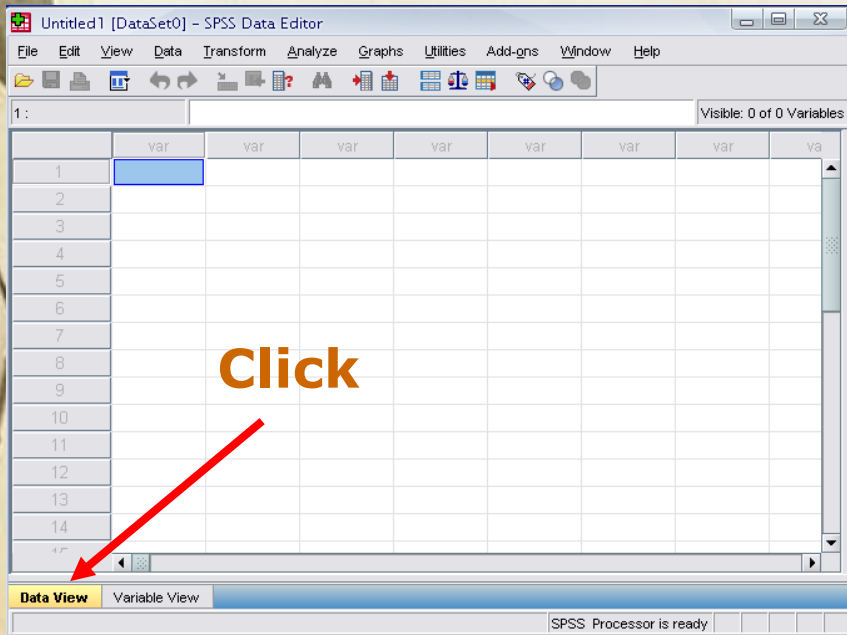 Untitled1 [DataSet0] - SPSS Data Editor
File Edit View Data Transform Analyze Graphs Utilities Add-ons Window Help
1 : Visible: 0 of 0 Variables
var var var var var var var va
1
2
3
4
5
6
7
8
Click
9
10
11
12
13
14
15
Data View Variable View
SPSS Processor is ready